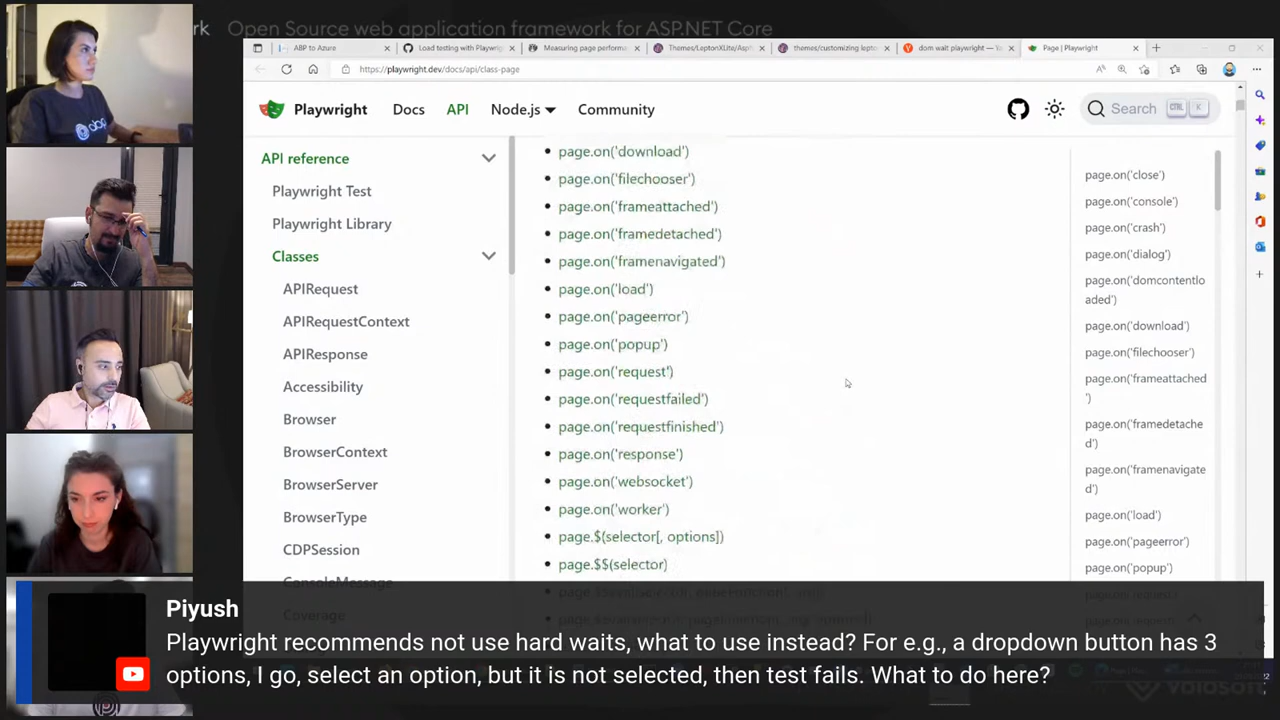 rk Open Source web application framework for ASP.NET Core
ABP to Azure
Load testing with Playwrig
Measuring page performa
Themes/LeptonXLite/Asp
themes/customizing lepto
dom wait playwright — Ya
Page | Playwright
https://playwright.dev/docs/api/class-page
Playwright Docs API Node.js Community Search CTRL K
API reference
Playwright Test
Playwright Library
Classes
APIRequest
APIRequestContext
APIResponse
Accessibility
Browser
BrowserContext
BrowserServer
BrowserType
CDPSession
ConsoleMessage
Coverage
page.on('download')
page.on('filechooser')
page.on('frameattached')
page.on('framedetached')
page.on('framenavigated')
page.on('load')
page.on('pageerror')
page.on('popup')
page.on('request')
page.on('requestfailed')
page.on('requestfinished')
page.on('response')
page.on('websocket')
page.on('worker')
page.$(selector[, options])
page.$$(selector)
page.on('close')
page.on('console')
page.on('crash')
page.on('dialog')
page.on('domcontentlo
aded')
page.on('download')
page.on('filechooser')
page.on('frameattached
')
page.on('framedetache
d')
page.on('framenavigate
d')
page.on('load')
page.on('pageerror')
page.on('popup')
abp
Piyush
Playwright recommends not use hard waits, what to use instead? For e.g., a dropdown button has 3
options, I go, select an option, but it is not selected, then test fails. What to do here?
volosoft